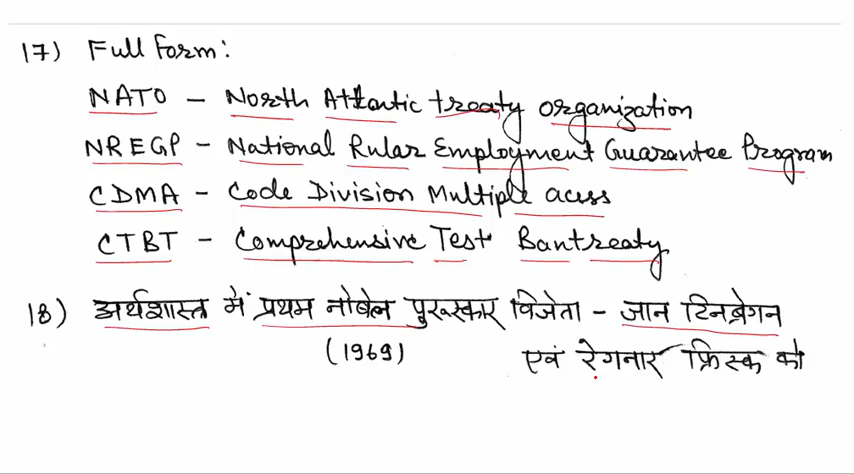 17) Full form:
NATO - North Atlantic treaty organization
NREGP - National Rular Employment Guarantee Program
CDMA - Code Division Multiple acess
CTBT - Comprehensive Test Bantreaty
18) अर्थशास्त्र में प्रथम नोबेल पुरूस्कार विजेता - जान टिनब्रेगन
(1969) एवं रेगनार फ्रिस्क को